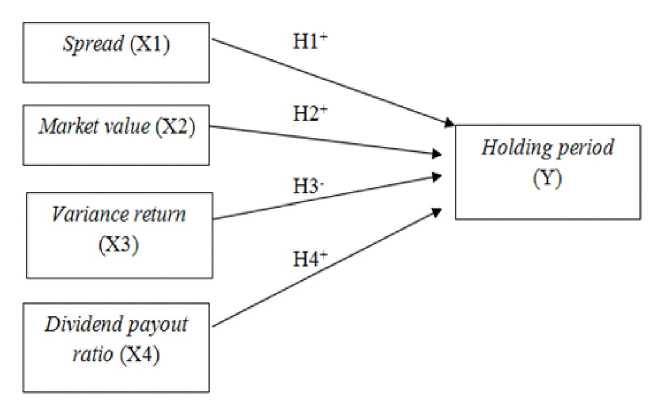 Spread (X1)
H1+
Market value (X2)
H2+
Holding period
(Y)
Variance return
(X3)
H3-
H4+
Dividend payout
ratio (X4)